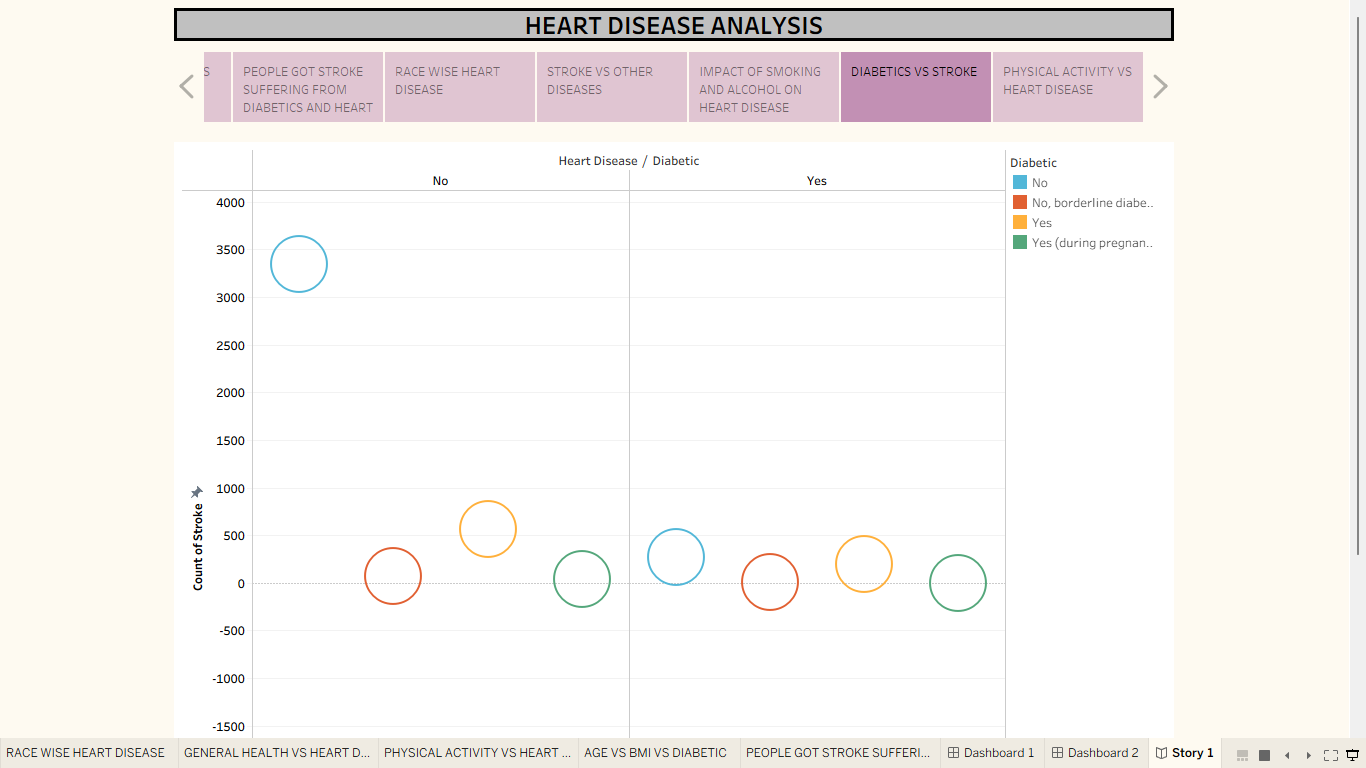 HEART DISEASE ANALYSIS
S
PEOPLE GOT STROKE
SUFFERING FROM
DIABETICS AND HEART
RACE WISE HEART
DISEASE
STROKE VS OTHER
DISEASES
IMPACT OF SMOKING
AND ALCOHOL ON
HEART DISEASE
DIABETICS VS STROKE
PHYSICAL ACTIVITY VS
HEART DISEASE
Heart Disease / Diabetic
No
Yes
4000
3500
3000
2500
2000
1500
1000
500
0
-500
-1000
-1500
Count of Stroke
Diabetic
No
No, borderline diabe..
Yes
Yes (during pregnan..
RACE WISE HEART DISEASE
GENERAL HEALTH VS HEART D...
PHYSICAL ACTIVITY VS HEART ...
AGE VS BMI VS DIABETIC
PEOPLE GOT STROKE SUFFERI...
Dashboard 1
Dashboard 2
Story 1